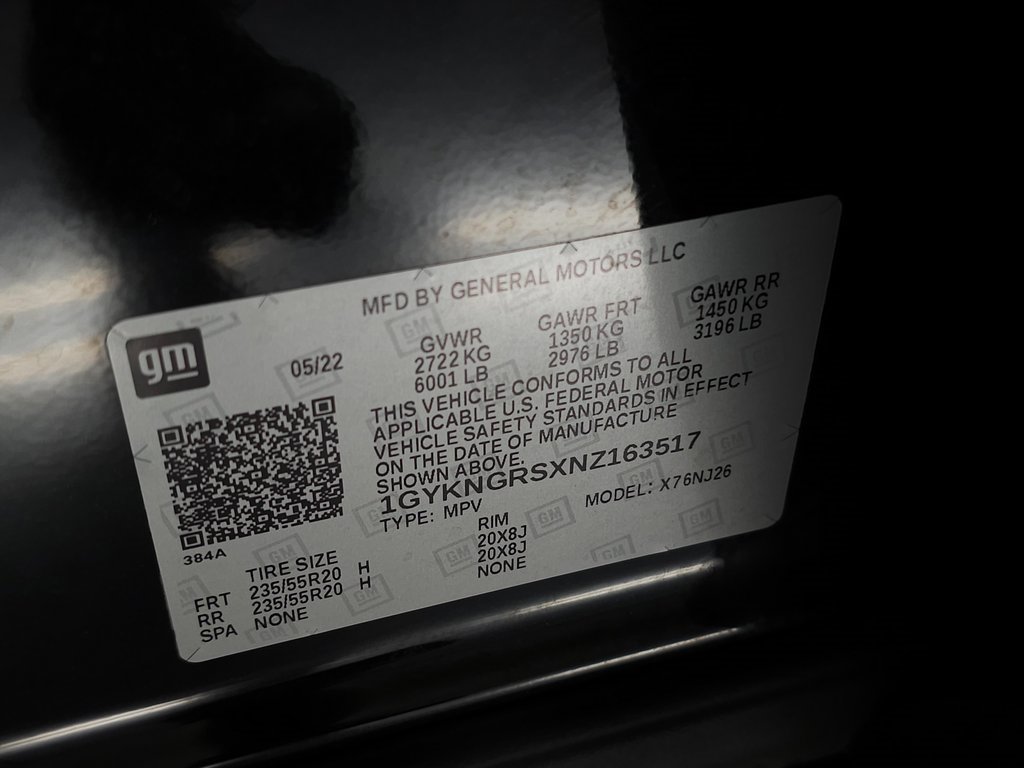 MFD BY GENERAL MOTORS LLC
gm
05/22
GVWR GAWR FRT GAWR RR
2722 KG 1350 KG 1450 KG
6001 LB 2976 LB 3196 LB
THIS VEHICLE CONFORMS TO ALL
APPLICABLE U.S. FEDERAL MOTOR
VEHICLE SAFETY STANDARDS IN EFFECT
ON THE DATE OF MANUFACTURE
SHOWN ABOVE.
1GYKNGRSXNZ163517
TYPE: MPV MODEL: X76NJ26
384A
TIRE SIZE RIM
FRT 235/55R20 H 20X8J
RR 235/55R20 H 20X8J
SPA NONE NONE